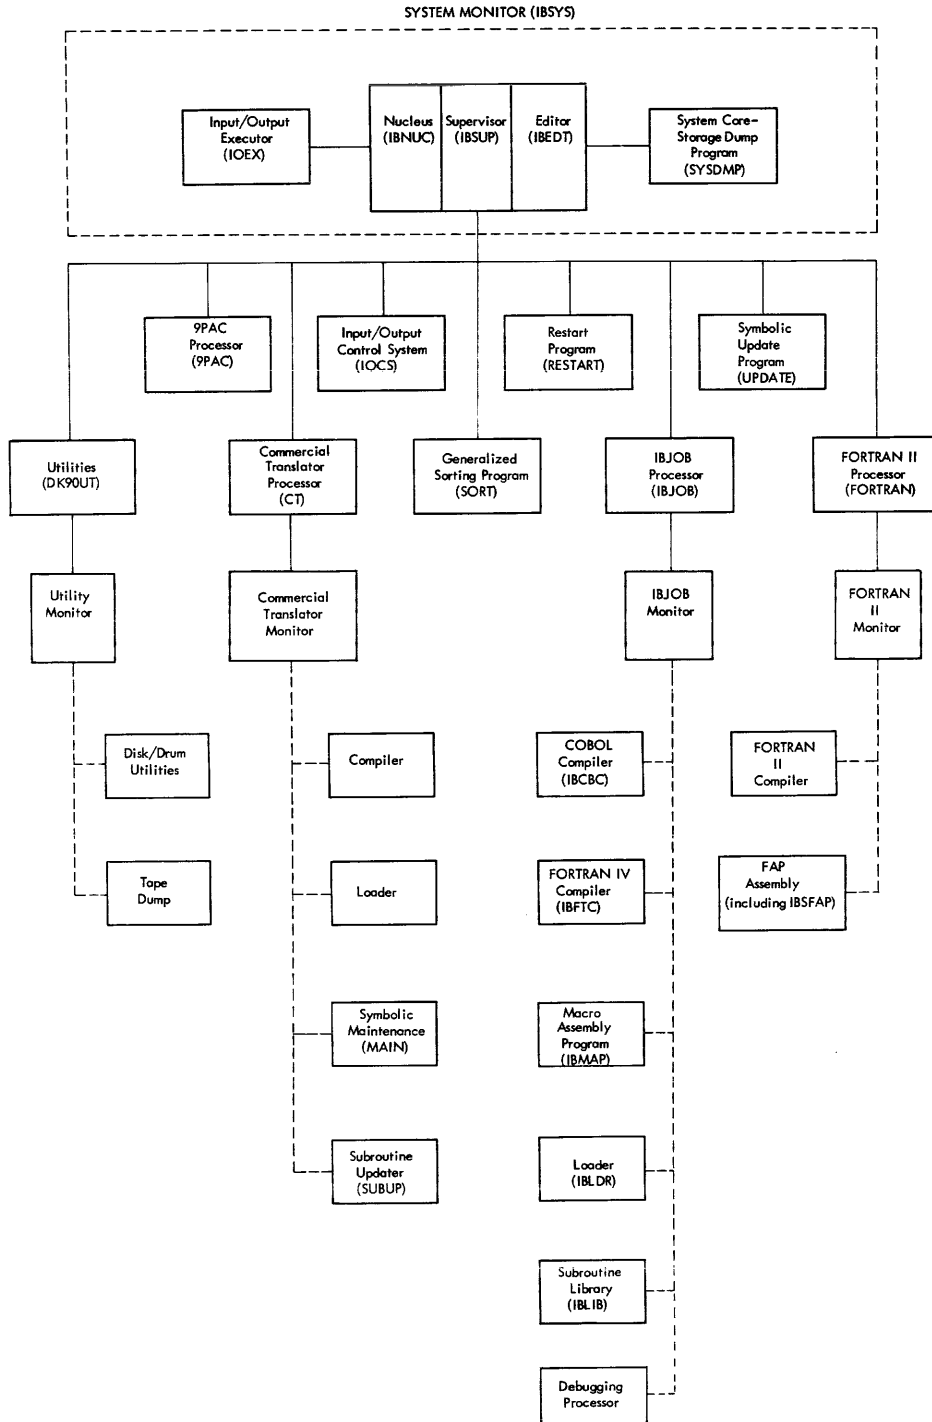 SYSTEM MONITOR (IBSYS)
Input/Output
Executor
(IOEX)
Nucleus
(IBNUC)
Supervisor
(IBSUP)
Editor
(IBEDT)
System Core-
Storage Dump
Program
(SYSDMP)
9PAC
Processor
(9PAC)
Input/Output
Control System
(IOCS)
Restart
Program
(RESTART)
Symbolic
Update
Program
(UPDATE)
Utilities
(DK90UT)
Commercial
Translator
Processor
(CT)
Generalized
Sorting Program
(SORT)
IBJOB
Processor
(IBJOB)
FORTRAN II
Processor
(FORTRAN)
Utility
Monitor
Commercial
Translator
Monitor
IBJOB
Monitor
FORTRAN
II
Monitor
Disk/Drum
Utilities
Compiler
COBOL
Compiler
(IBCBC)
FORTRAN
II
Compiler
Tape
Dump
Loader
FORTRAN IV
Compiler
(IBFTC)
FAP
Assembly
(including IBSFAP)
Symbolic
Maintenance
(MAIN)
Macro
Assembly
Program
(IBMAP)
Subroutine
Updater
(SUBUP)
Loader
(IBLDR)
Subroutine
Library
(IBLIB)
Debugging
Processor